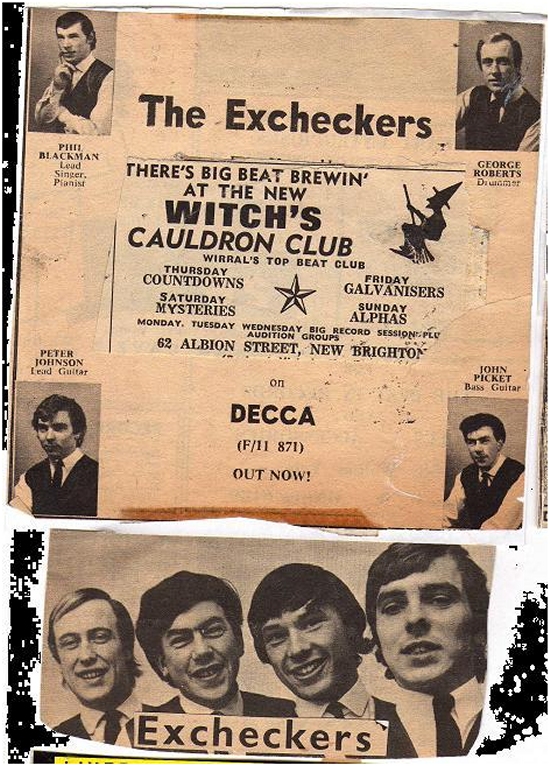 The Excheckers
PHIL
BLACKMAN
Lead
Singer,
Pianist
GEORGE
ROBERTS
Drummer
THERE'S BIG BEAT BREWIN'
AT THE NEW
WITCH'S
CAULDRON CLUB
WIRRAL'S TOP BEAT CLUB
THURSDAY
COUNTDOWNS
FRIDAY
GALVANISERS
SATURDAY
MYSTERIES
SUNDAY
ALPHAS
MONDAY. TUESDAY WEDNESDAY BIG RECORD SESSION PLU
AUDITION GROUPS
62 ALBION STREET, NEW BRIGHTON
PETER
JOHNSON
Lead Guitar
JOHN
PICKET
Bass Guitar
on
DECCA
(F/11 871)
OUT NOW!
Excheckers